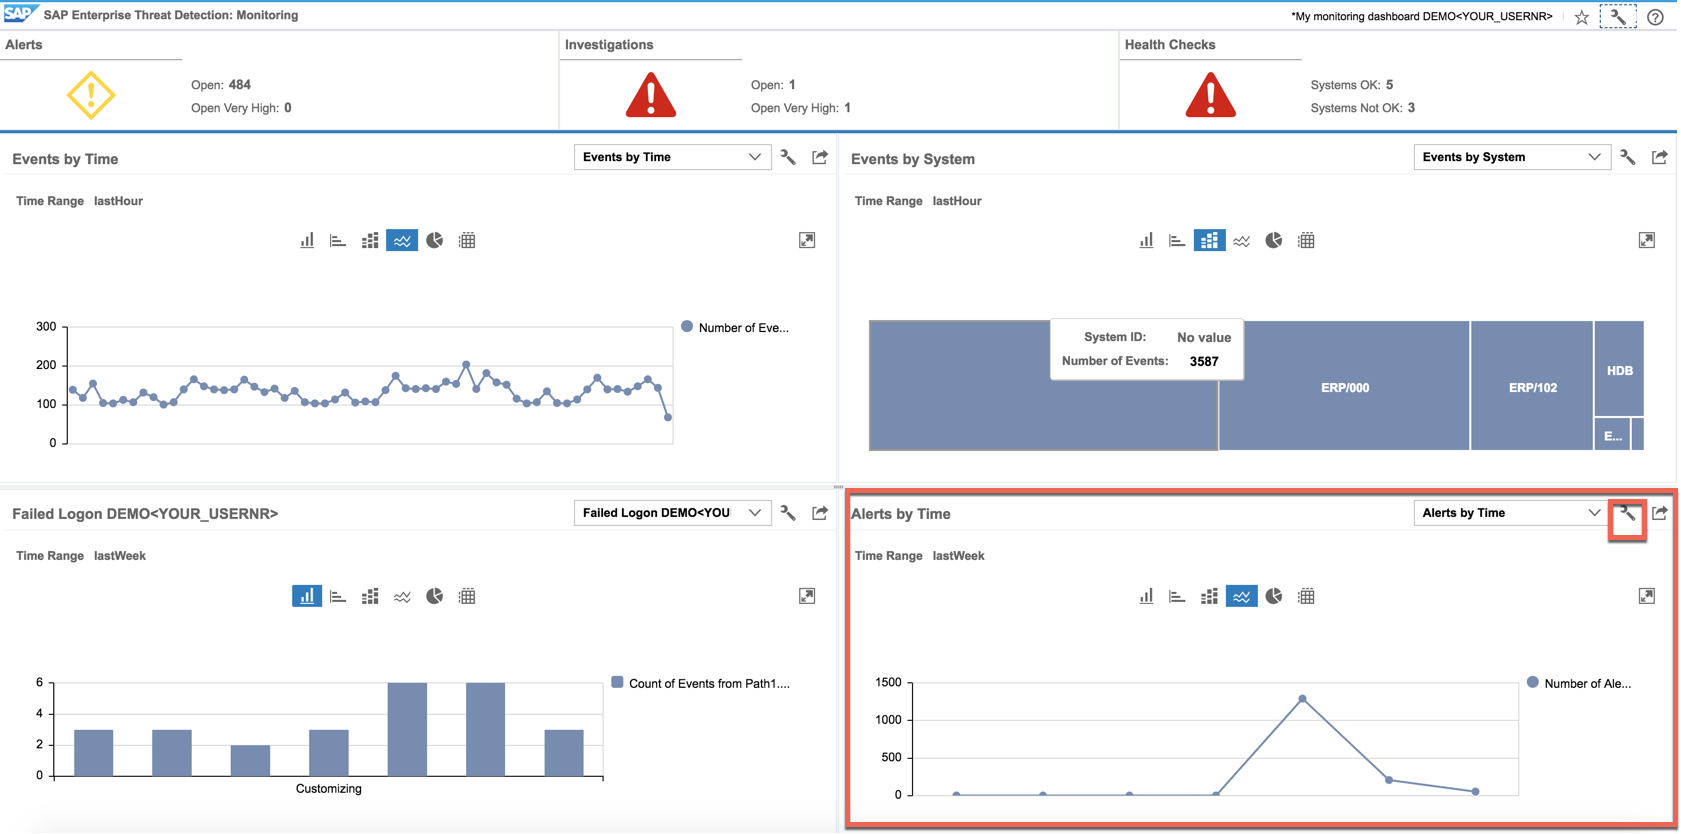 SAP SAP Enterprise Threat Detection: Monitoring
*My monitoring dashboard DEMO<YOUR_USERNR>
Alerts
Open: 484
Open Very High: 0
Investigations
Open: 1
Open Very High: 1
Health Checks
Systems OK: 5
Systems Not OK: 3
Events by Time
Events by Time
Time Range lastHour
300
200
100
0
Number of Eve...
Events by System
Events by System
Time Range lastHour
System ID: No value
Number of Events: 3587
ERP/000
ERP/102
HDB
E...
Failed Logon DEMO<YOUR_USERNR>
Failed Logon DEMO<YOU
Time Range lastWeek
6
4
2
0
Customizing
Count of Events from Path1....
Alerts by Time
Alerts by Time
Time Range lastWeek
1500
1000
500
0
Number of Ale...